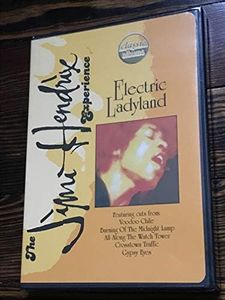 classic
albums
Electric
Ladyland
The
Jimi Hendrix
Experience
Featuring cuts from
Voodoo Chile
Burning Of The Midnight Lamp
All Along The Watch Tower
Crosstown Traffic
Gypsy Eyes